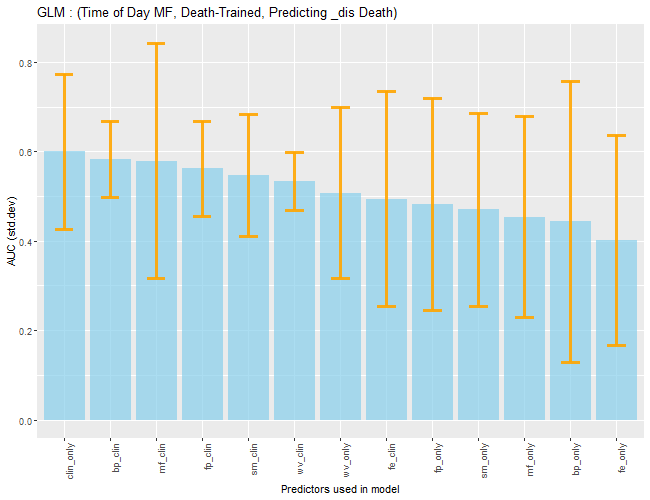 GLM : (Time of Day MF, Death-Trained, Predicting _dis Death)
AUC (std.dev)
0.8
0.6
0.4
0.2
0.0
clin_only
bp_clin
mf_clin
fp_clin
sm_clin
wv_clin
wv_only
fe_clin
fp_only
sm_only
mf_only
bp_only
fe_only
Predictors used in model